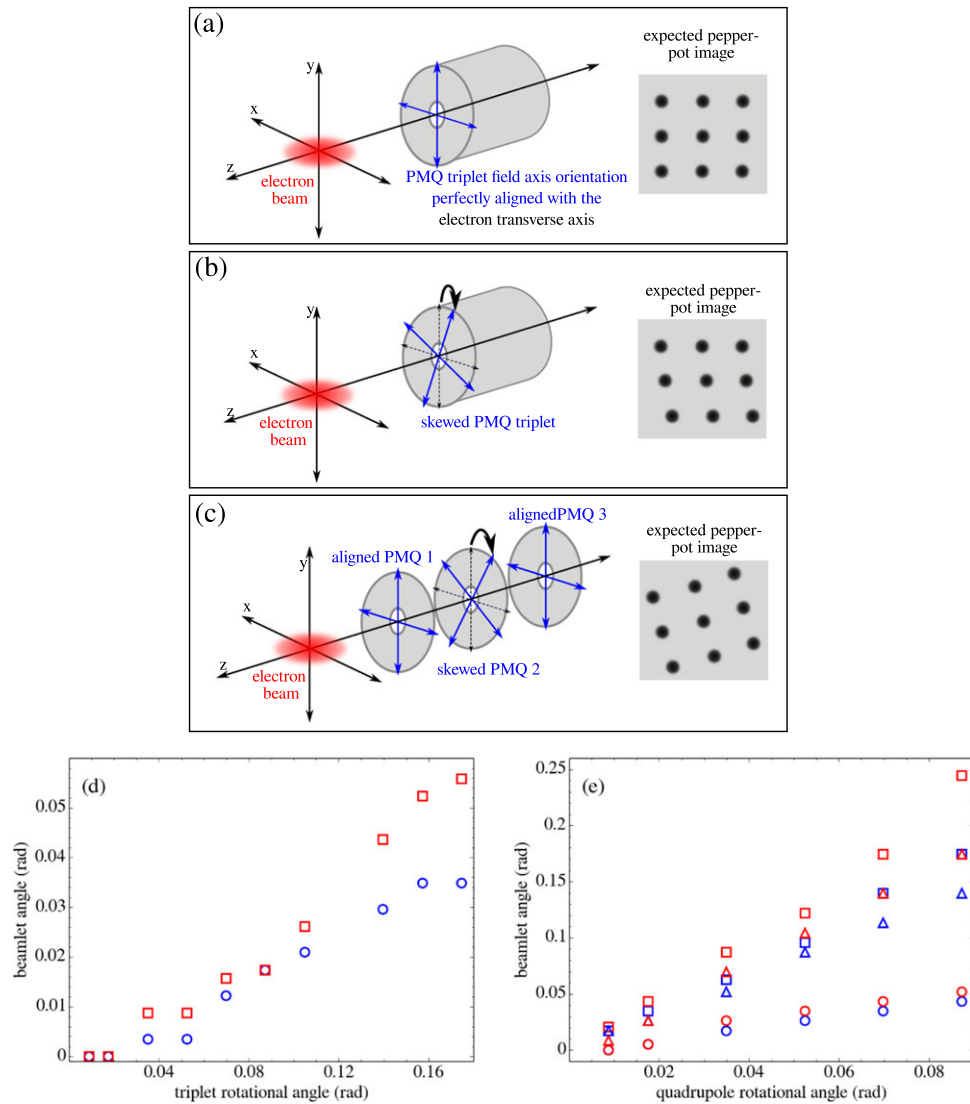 (a)
expected pepper-
pot image
y
x
z
electron
beam
PMQ triplet field axis orientation
perfectly aligned with the
electron transverse axis
(b)
expected pepper-
pot image
y
x
z
electron
beam
skewed PMQ triplet
(c)
alignedPMQ 3
expected pepper-
pot image
aligned PMQ 1
y
x
z
electron
beam
skewed PMQ 2
(d)
beamlet angle (rad)
0.05
0.04
0.03
0.02
0.01
0
0.04
0.08
0.12
0.16
triplet rotational angle (rad)
(e)
beamlet angle (rad)
0.25
0.2
0.15
0.1
0.05
0
0.02
0.04
0.06
0.08
quadrupole rotational angle (rad)